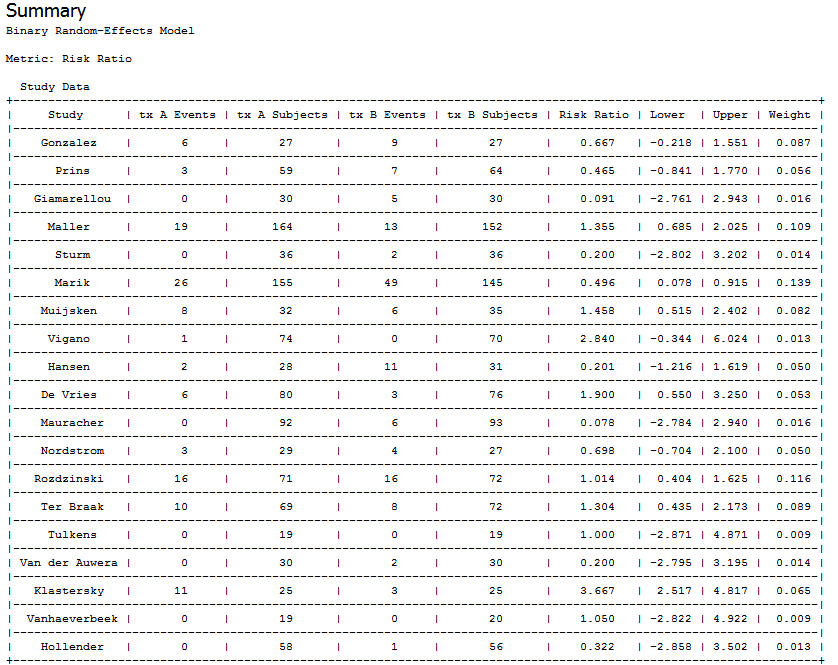 Summary
Binary Random-Effects Model
Metric: Risk Ratio
Study Data
| Study | tx A Events | tx A Subjects | tx B Events | tx B Subjects | Risk Ratio | Lower | Upper | Weight |
| Gonzalez | 6 | 27 | 9 | 27 | 0.667 | -0.218 | 1.551 | 0.087 |
| Prins | 3 | 59 | 7 | 64 | 0.465 | -0.841 | 1.770 | 0.056 |
| Giamarellou | 0 | 30 | 5 | 30 | 0.091 | -2.761 | 2.943 | 0.016 |
| Maller | 19 | 164 | 13 | 152 | 1.355 | 0.685 | 2.025 | 0.109 |
| Sturm | 0 | 36 | 2 | 36 | 0.200 | -2.802 | 3.202 | 0.014 |
| Marik | 26 | 155 | 49 | 145 | 0.496 | 0.078 | 0.915 | 0.139 |
| Muijsken | 8 | 32 | 6 | 35 | 1.458 | 0.515 | 2.402 | 0.082 |
| Vigano | 1 | 74 | 0 | 70 | 2.840 | -0.344 | 6.024 | 0.013 |
| Hansen | 2 | 28 | 11 | 31 | 0.201 | -1.216 | 1.619 | 0.050 |
| De Vries | 6 | 80 | 3 | 76 | 1.900 | 0.550 | 3.250 | 0.053 |
| Mauracher | 0 | 92 | 6 | 93 | 0.078 | -2.784 | 2.940 | 0.016 |
| Nordstrom | 3 | 29 | 4 | 27 | 0.698 | -0.704 | 2.100 | 0.050 |
| Rozdzinski | 16 | 71 | 16 | 72 | 1.014 | 0.404 | 1.625 | 0.116 |
| Ter Braak | 10 | 69 | 8 | 72 | 1.304 | 0.435 | 2.173 | 0.089 |
| Tulkens | 0 | 19 | 0 | 19 | 1.000 | -2.871 | 4.871 | 0.009 |
| Van der Auwera | 0 | 30 | 2 | 30 | 0.200 | -2.795 | 3.195 | 0.014 |
| Klastersky | 11 | 25 | 3 | 25 | 3.667 | 2.517 | 4.817 | 0.065 |
| Vanhaeverbeek | 0 | 19 | 0 | 20 | 1.050 | -2.822 | 4.922 | 0.009 |
| Hollender | 0 | 58 | 1 | 56 | 0.322 | -2.858 | 3.502 | 0.013 |